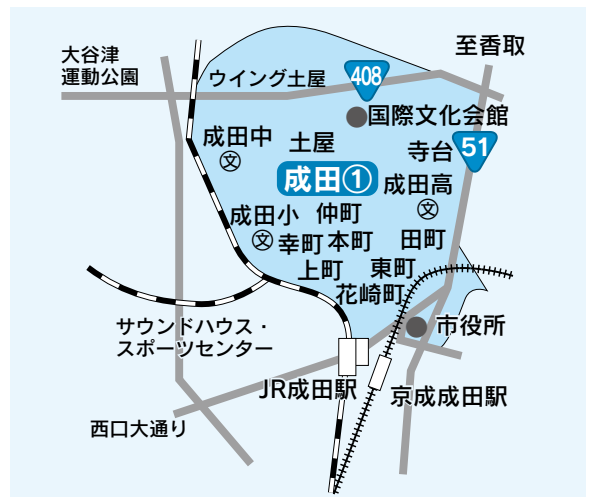 大谷津
運動公園
至香取
ウイング土屋
408
国際文化会館
成田中
文
土屋
寺台
51
成田①
成田高
文
成田小
文
仲町
幸町
本町
田町
上町
東町
花崎町
サウンドハウス・
スポーツセンター
市役所
JR成田駅
京成成田駅
西口大通り